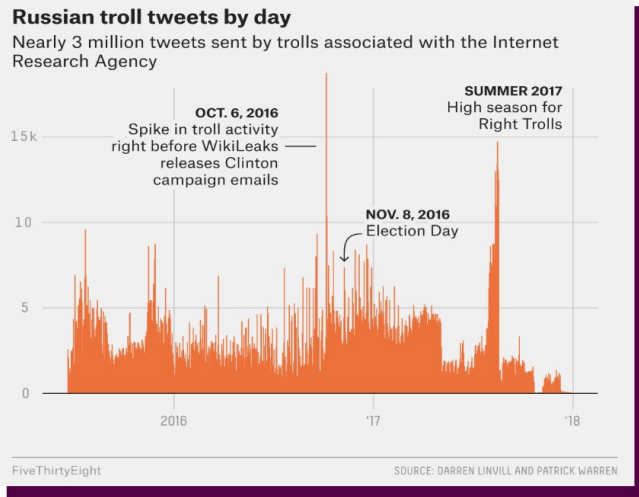 Russian troll tweets by day
Nearly 3 million tweets sent by trolls associated with the Internet
Research Agency
OCT. 6, 2016
Spike in troll activity
right before WikiLeaks
releases Clinton
campaign emails
SUMMER 2017
High season for
Right Trolls
NOV. 8, 2016
Election Day
15k
10
5
0
2016
'17
'18
FiveThirtyEight
SOURCE: DARREN LINVILL AND PATRICK WARREN